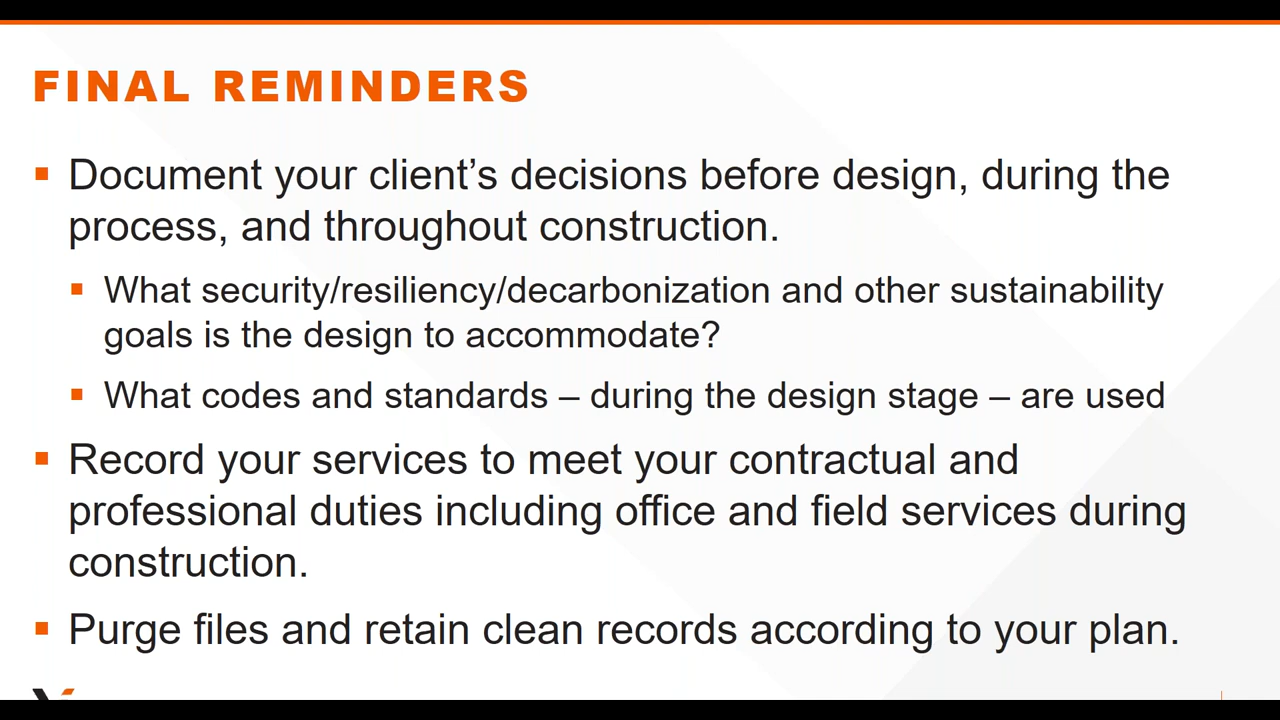 FINAL REMINDERS
Document your client’s decisions before design, during the
process, and throughout construction.
What security/resiliency/decarbonization and other sustainability
goals is the design to accommodate?
What codes and standards – during the design stage – are used
Record your services to meet your contractual and
professional duties including office and field services during
construction.
Purge files and retain clean records according to your plan.